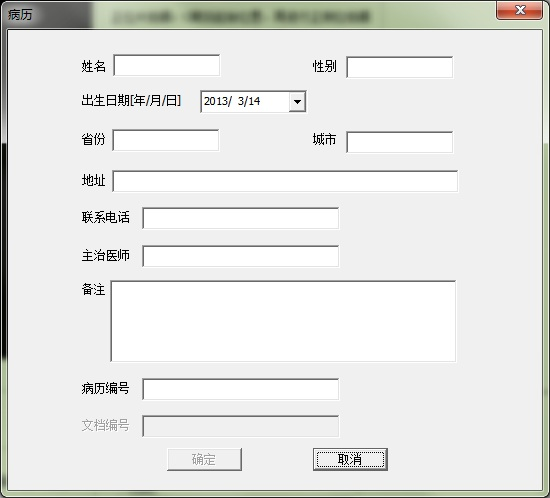 病历
姓名
性别
出生日期[年/月/日] 2013/ 3/14
省份
城市
地址
联系电话
主治医师
备注
病历编号
文档编号
确定
取消